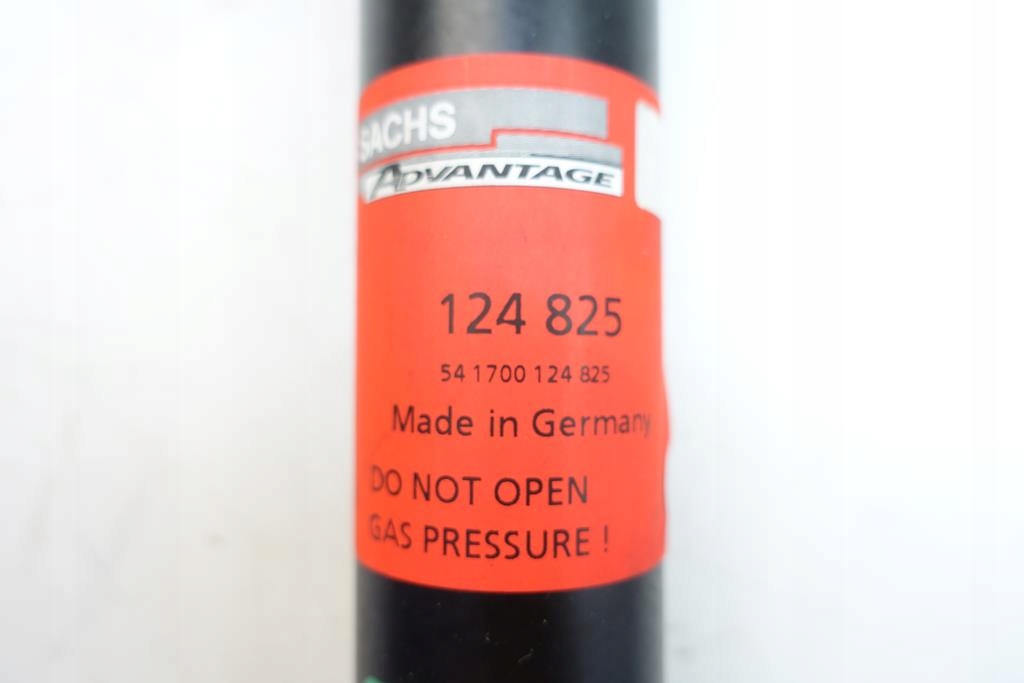 SACHS
ADVANTAGE
124 825
54 1700 124 825
Made in Germany
DO NOT OPEN
GAS PRESSURE !